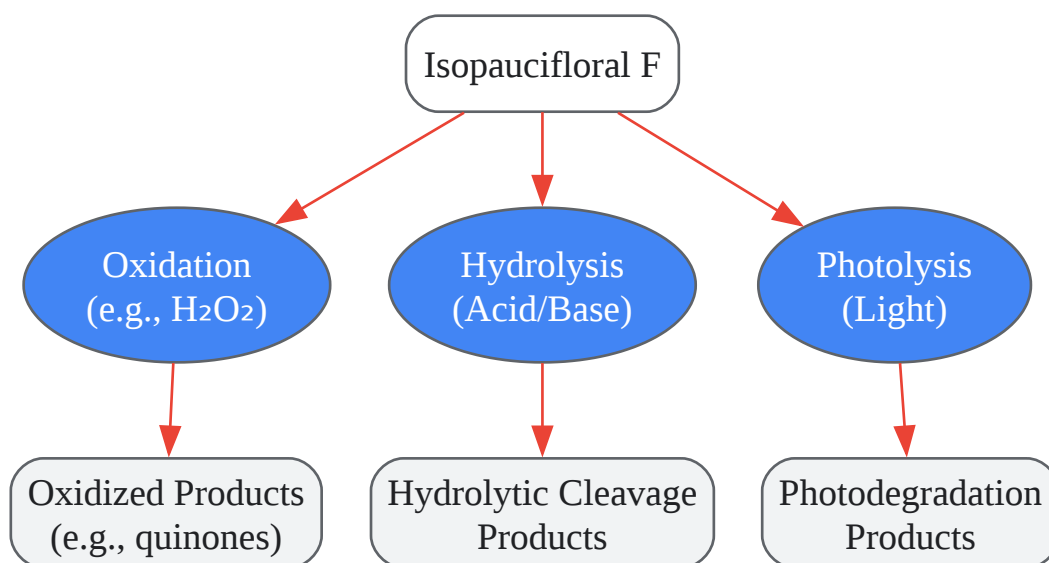 Isopaucifloral F
Oxidation
(e.g., H₂O₂)
Hydrolysis
(Acid/Base)
Photolysis
(Light)
Oxidized Products
(e.g., quinones)
Hydrolytic Cleavage
Products
Photodegradation
Products